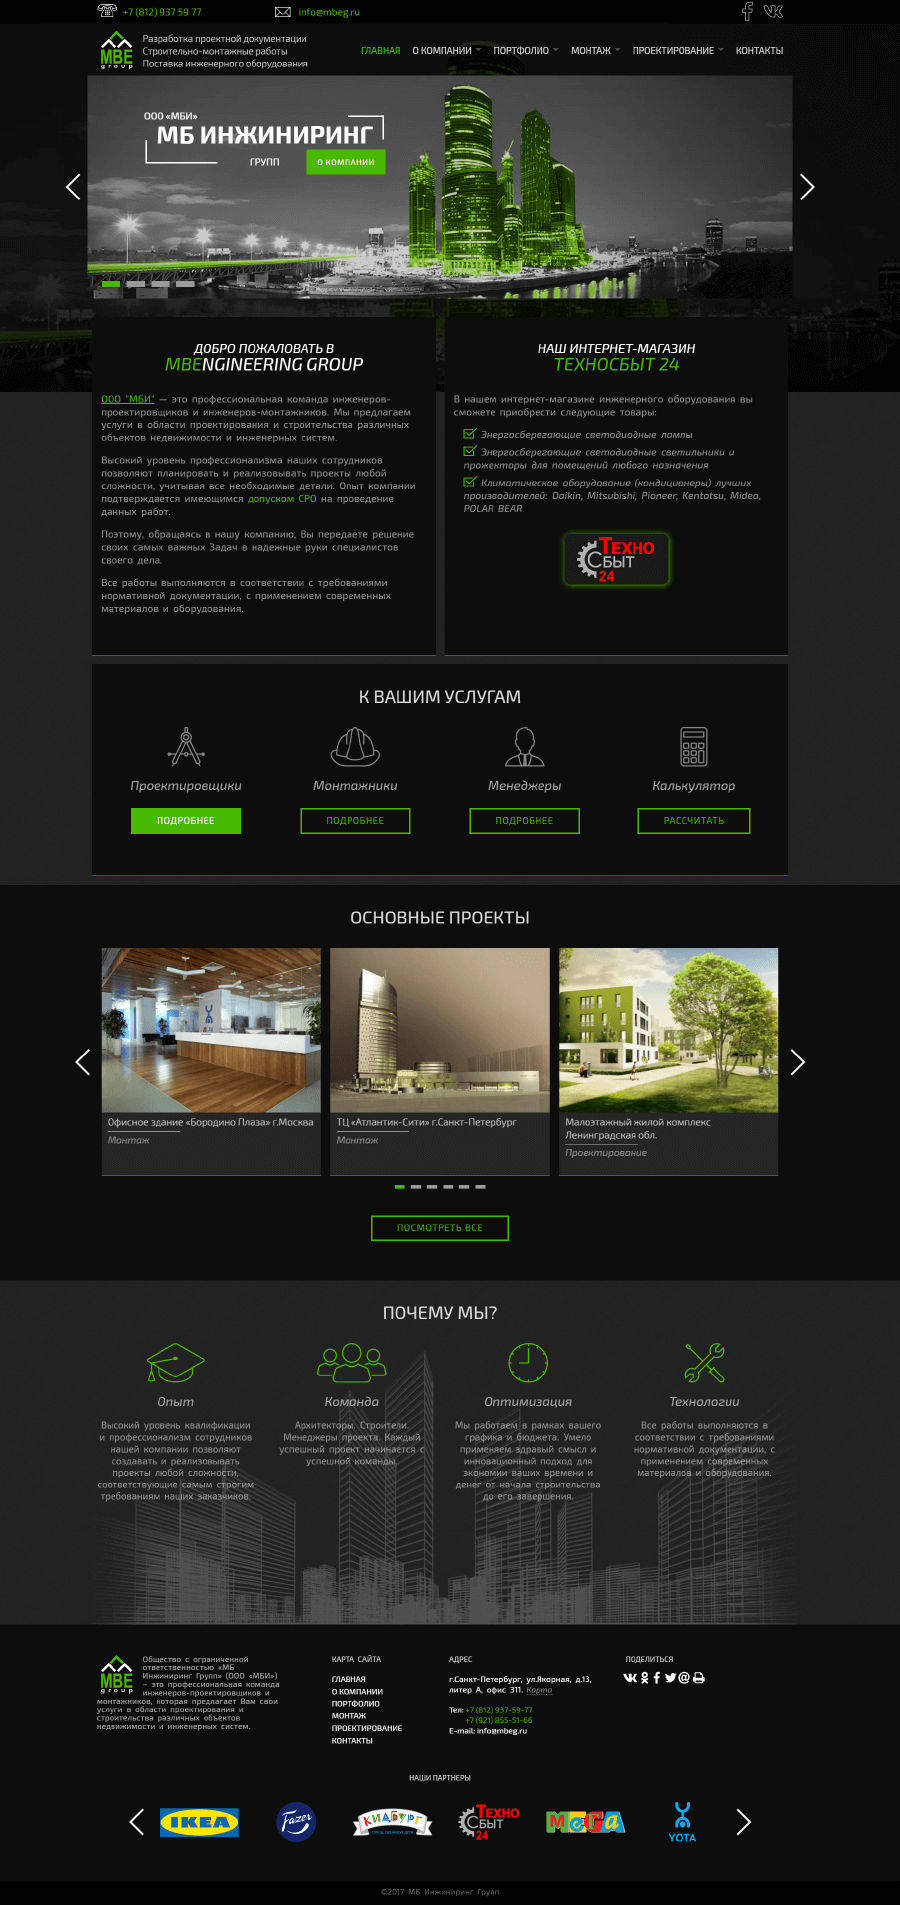 +7 (812) 937 59 77
info@mbeg.ru
MBE
group
Разработка проектной документации
Строительно-монтажные работы
Поставка инженерного оборудования
ГЛАВНАЯ
О КОМПАНИИ
ПОРТФОЛИО
МОНТАЖ
ПРОЕКТИРОВАНИЕ
КОНТАКТЫ
ООО «МБИ»
МБ ИНЖИНИРИНГ
ГРУПП
О КОМПАНИИ
ДОБРО ПОЖАЛОВАТЬ В
MBENGINEERING GROUP
ООО "МБИ" — это профессиональная команда инженеров-
проектировщиков и инженеров-монтажников. Мы предлагаем
услуги в области проектирования и строительства различных
объектов недвижимости и инженерных систем.
Высокий уровень профессионализма наших сотрудников
позволяют планировать и реализовывать проекты любой
сложности, учитывая все необходимые детали. Опыт компании
подтверждается имеющимся допуском СРО на проведение
данных работ.
Поэтому, обращаясь в нашу компанию, Вы передаете решение
своих самых важных Задач в надежные руки специалистов
своего дела.
Все работы выполняются в соответствии с требованиями
нормативной документации, с применением современных
материалов и оборудования.
НАШ ИНТЕРНЕТ-МАГАЗИН
ТЕХНОСБЫТ 24
В нашем интернет-магазине инженерного оборудования вы
сможете приобрести следующие товары:
Энергосберегающие светодиодные лампы
Энергосберегающие светодиодные светильники и
прожекторы для помещений любого назначения
Климатическое оборудование (кондиционеры) лучших
производителей: Daikin, Mitsubishi, Pioneer, Kentatsu, Midea,
POLAR BEAR
ТЕХНО
СБЫТ
24
К ВАШИМ УСЛУГАМ
Проектировщики
Монтажники
Менеджеры
Калькулятор
ПОДРОБНЕЕ
ПОДРОБНЕЕ
ПОДРОБНЕЕ
РАССЧИТАТЬ
ОСНОВНЫЕ ПРОЕКТЫ
Офисное здание «Бородино Плаза» г.Москва
Монтаж
ТЦ «Атлантик-Сити» г.Санкт-Петербург
Монтаж
Малоэтажный жилой комплекс
Ленинградская обл.
Проектирование
ПОСМОТРЕТЬ ВСЕ
ПОЧЕМУ МЫ?
Опыт
Высокий уровень квалификации
и профессионализм сотрудников
нашей компании позволяют
создавать и реализовывать
проекты любой сложности,
соответствующие самым строгим
требованиям наших заказчиков.
Команда
Архитекторы. Строители.
Менеджеры проекта. Каждый
успешный проект начинается с
успешной команды.
Оптимизация
Мы работаем в рамках вашего
графика и бюджета. Умело
применяем здравый смысл и
инновационный подход для
экономии ваших времени и
денег от начала строительства
до его завершения.
Технологии
Все работы выполняются в
соответствии с требованиями
нормативной документации, с
применением современных
материалов и оборудования.
MBE
group
Общество с ограниченной
ответственностью «МБ
Инжиниринг Групп» (ООО «МБИ»)
– это профессиональная команда
инженеров-проектировщиков и
монтажников, которая предлагает Вам свои
услуги в области проектирования и
строительства различных объектов
недвижимости и инженерных систем.
КАРТА САЙТА
ГЛАВНАЯ
О КОМПАНИИ
ПОРТФОЛИО
МОНТАЖ
ПРОЕКТИРОВАНИЕ
КОНТАКТЫ
АДРЕС
г.Санкт-Петербург, ул.Якорная, д.13,
литер А, офис 311. Карта
Тел: +7 (812) 937-59-77
+7 (921) 855-51-66
E-mail: info@mbeg.ru
ПОДЕЛИТЬСЯ
НАШИ ПАРТНЕРЫ
IKEA
Fazer
КИДБУРГ
ТЕХНО
СБЫТ
24
МЕГА
YOTA
©2017 МБ Инжиниринг Групп